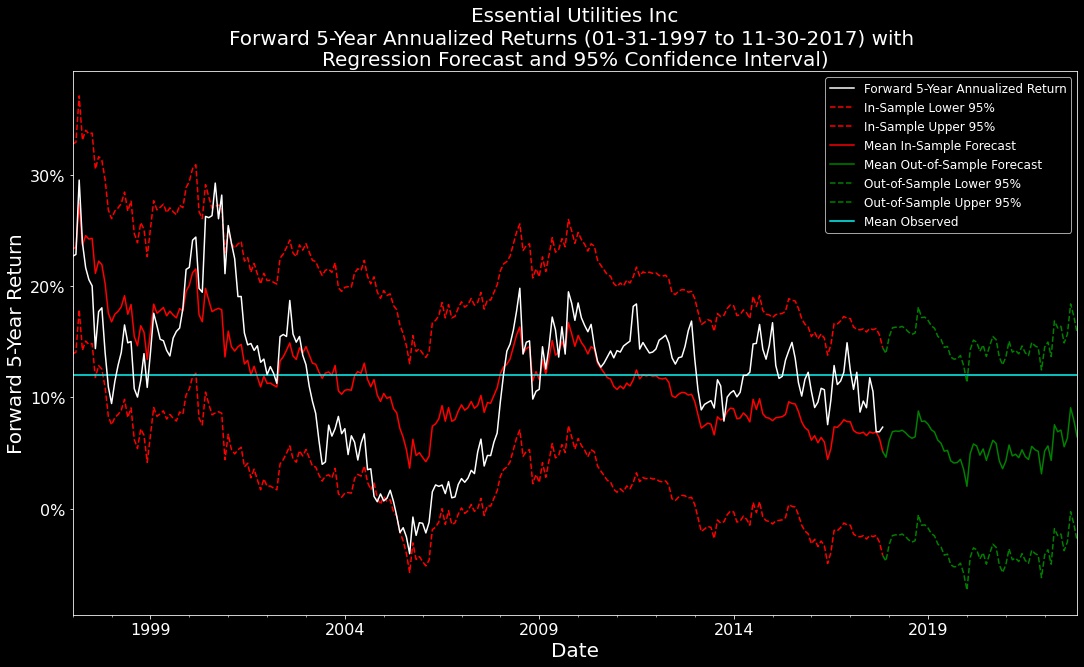 Essential Utilities Inc
Forward 5-Year Annualized Returns (01-31-1997 to 11-30-2017) with
Regression Forecast and 95% Confidence Interval)
Forward 5-Year Annualized Return
In-Sample Lower 95%
In-Sample Upper 95%
Mean In-Sample Forecast
Mean Out-of-Sample Forecast
Out-of-Sample Lower 95%
Out-of-Sample Upper 95%
Mean Observed
Forward 5-Year Return
30%
20%
10%
0%
1999
2004
2009
2014
2019
Date